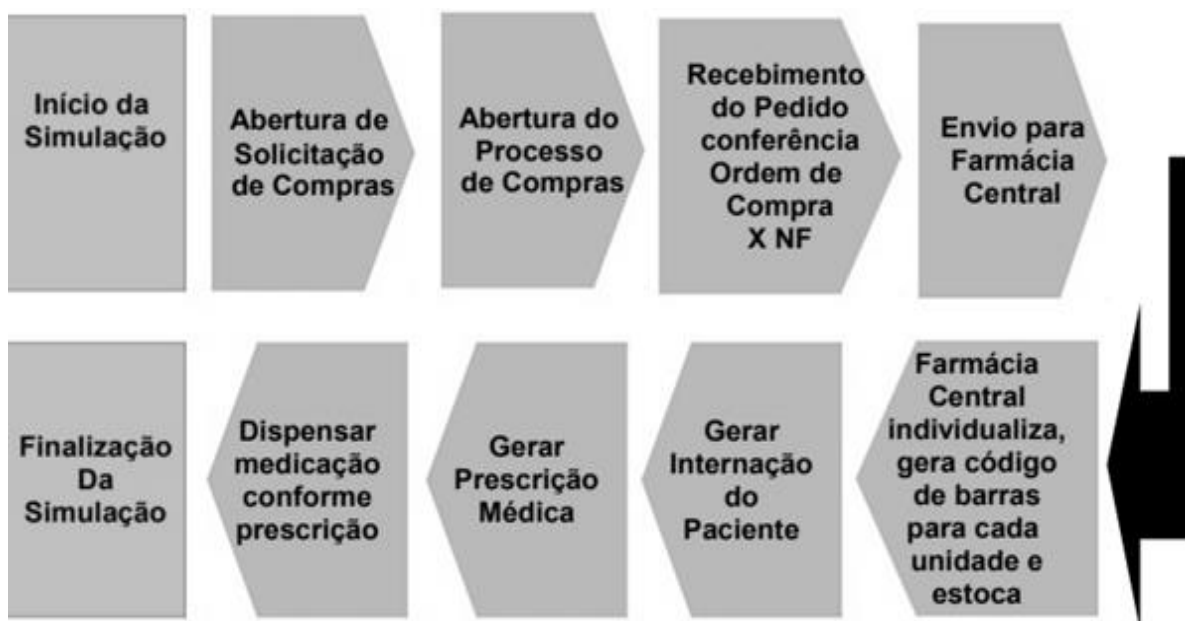 Início da
Simulação
Abertura de
Solicitação
de Compras
Abertura do
Processo
de Compras
Recebimento
do Pedido
conferência
Ordem de
Compra
X NF
Envio para
Farmácia
Central
Farmácia
Central
individualiza,
gera código
de barras
para cada
unidade e
estoca
Gerar
Internação
do
Paciente
Gerar
Prescrição
Médica
Dispensar
medicação
conforme
prescrição
Finalização
Da
Simulação